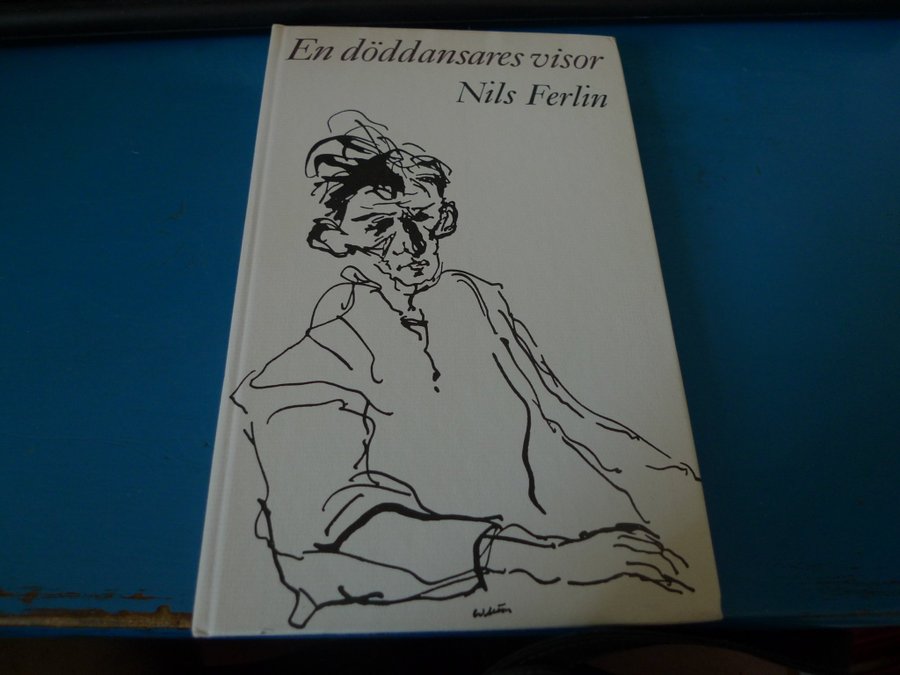 En döddansares visor
Nils Ferlin